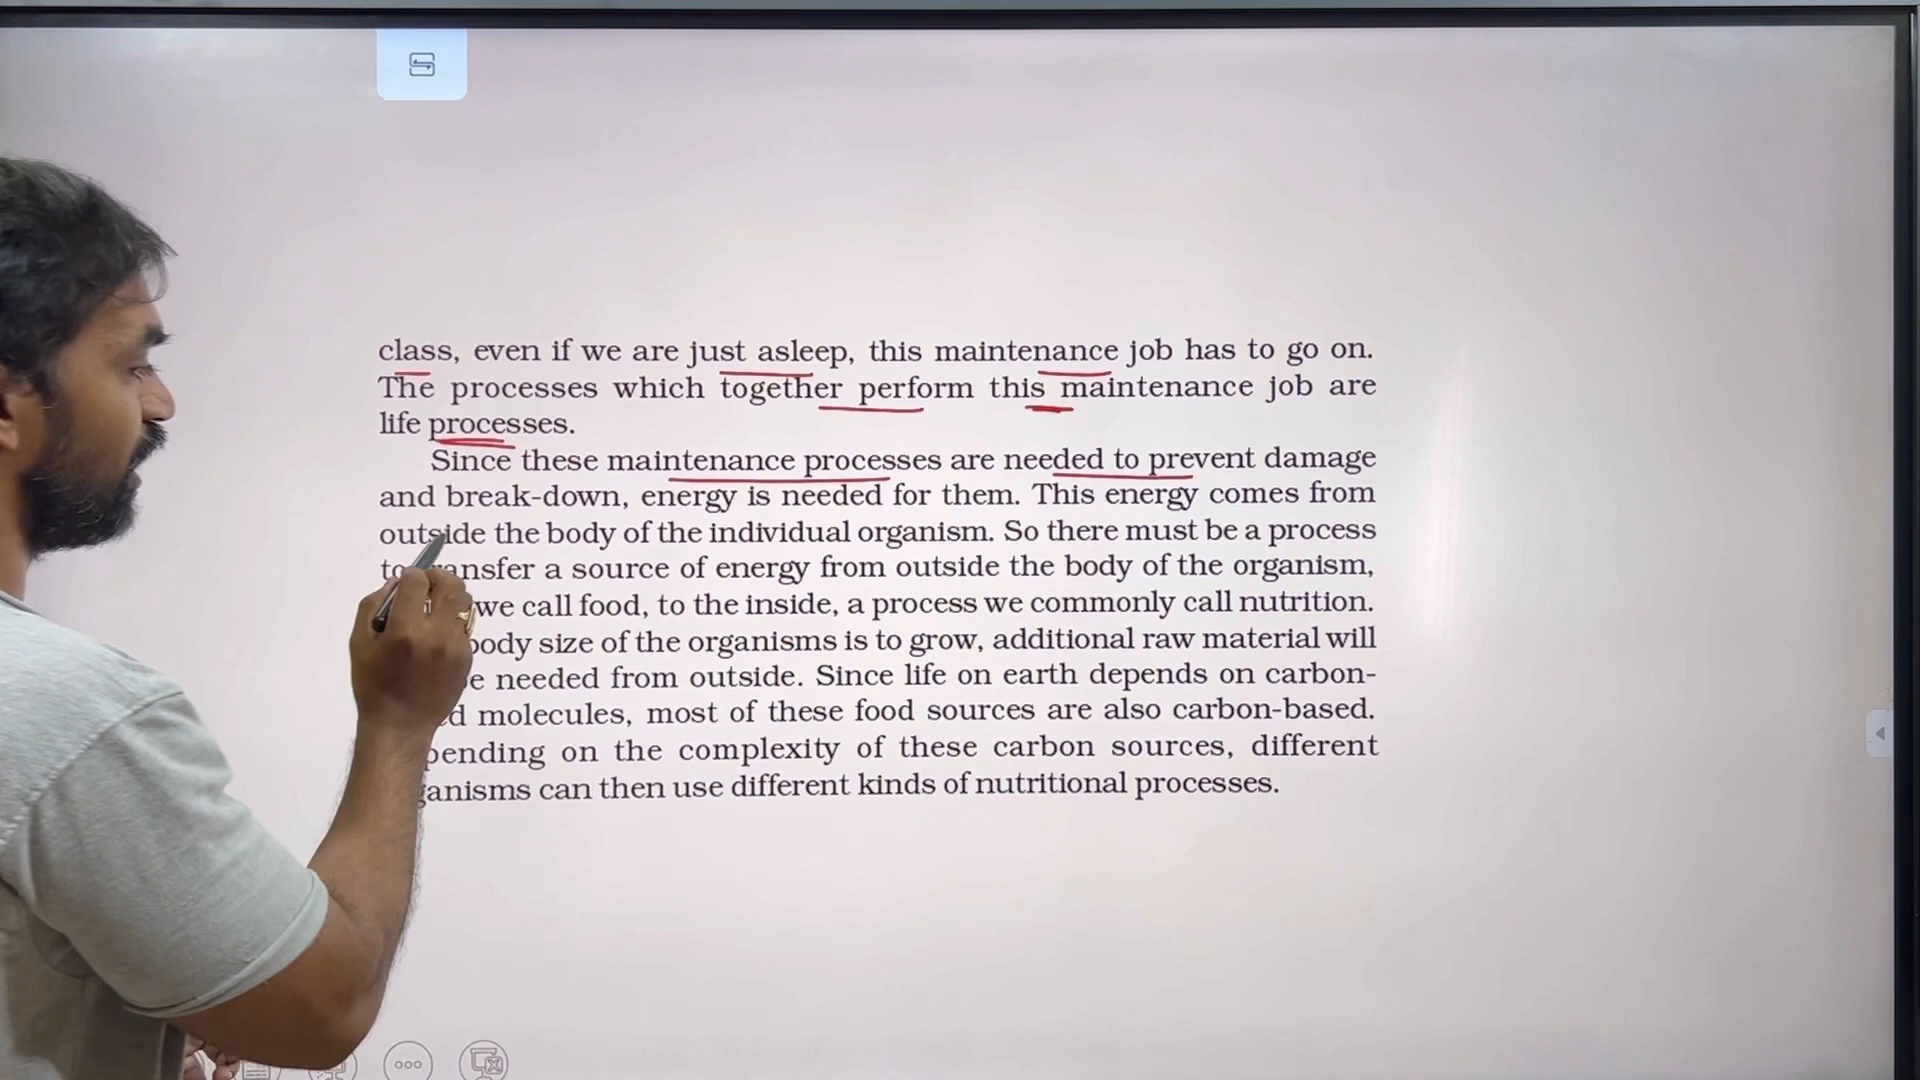 class, even if we are just asleep, this maintenance job has to go on.
The processes which together perform this maintenance job are
life processes.
Since these maintenance processes are needed to prevent damage
and break-down, energy is needed for them. This energy comes from
outside the body of the individual organism. So there must be a process
to transfer a source of energy from outside the body of the organism,
we call food, to the inside, a process we commonly call nutrition.
body size of the organisms is to grow, additional raw material will
needed from outside. Since life on earth depends on carbon-
molecules, most of these food sources are also carbon-based.
on the complexity of these carbon sources, different
can then use different kinds of nutritional processes.